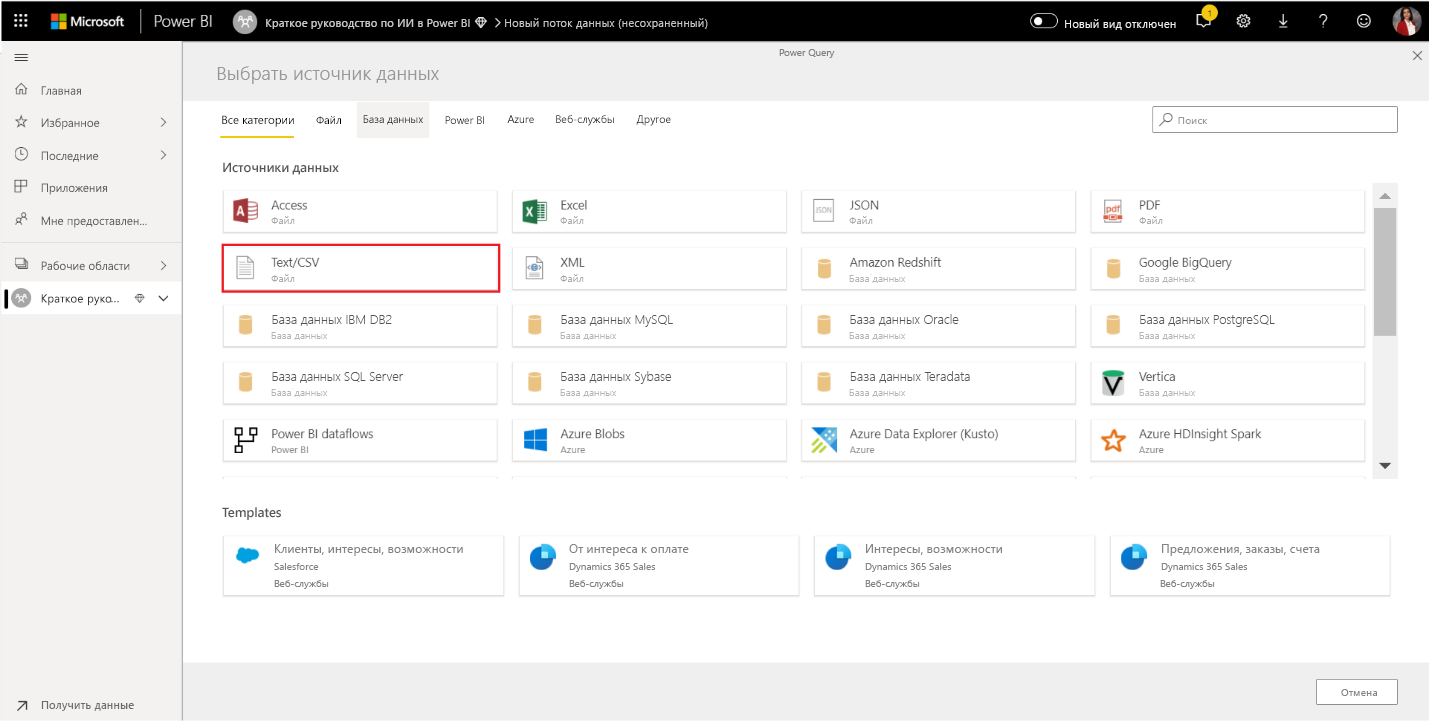 Microsoft Power BI Краткое руководство по ИИ в Power BI > Новый поток данных (несохраненный) Новый вид отключен 1
Power Query
Выбрать источник данных
Главная
Избранное
Последние
Приложения
Мне предоставлен...
Рабочие области
Краткое руко...
Получить данные
Все категории Файл База данных Power BI Azure Веб-службы Другое Поиск
Источники данных
Access
Файл
Excel
Файл
JSON
JSON
Файл
pdf
PDF
Файл
Text/CSV
Файл
XML
Файл
Amazon Redshift
База данных
Google BigQuery
База данных
База данных IBM DB2
База данных
База данных MySQL
База данных
База данных Oracle
База данных
База данных PostgreSQL
База данных
База данных SQL Server
База данных
База данных Sybase
База данных
База данных Teradata
База данных
Vertica
База данных
Power BI dataflows
Power BI
Azure Blobs
Azure
Azure Data Explorer (Kusto)
Azure
Azure HDInsight Spark
Azure
Templates
Клиенты, интересы, возможности
Salesforce
Веб-службы
От интереса к оплате
Dynamics 365 Sales
Веб-службы
Интересы, возможности
Dynamics 365 Sales
Веб-службы
Предложения, заказы, счета
Dynamics 365 Sales
Веб-службы
Отмена